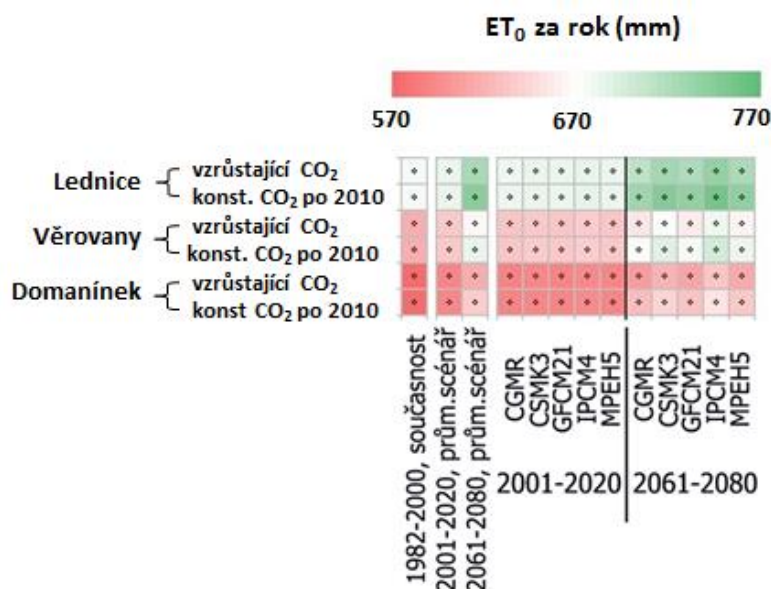 ET₀ za rok (mm)
570 670 770
Lednice
vzrůstající CO₂
konst. CO₂ po 2010
Věrovany
vzrůstající CO₂
konst. CO₂ po 2010
Domanínek
vzrůstající CO₂
konst CO₂ po 2010
1982-2000, současnost
2001-2020, prům.scénář
2061-2080, prům.scénář
CGMR
CSMK3
GFCM21
IPCM4
MPEH5
2001-2020
CGMR
CSMK3
GFCM21
IPCM4
MPEH5
2061-2080